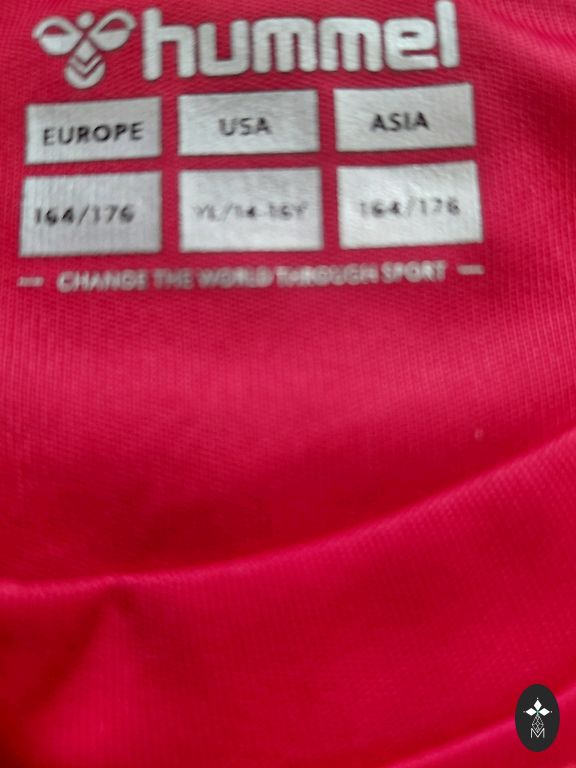 hummel
EUROPE USA ASIA
164/176 YL/14-16Y 164/176
CHANGE THE WORLD THROUGH SPORT
M